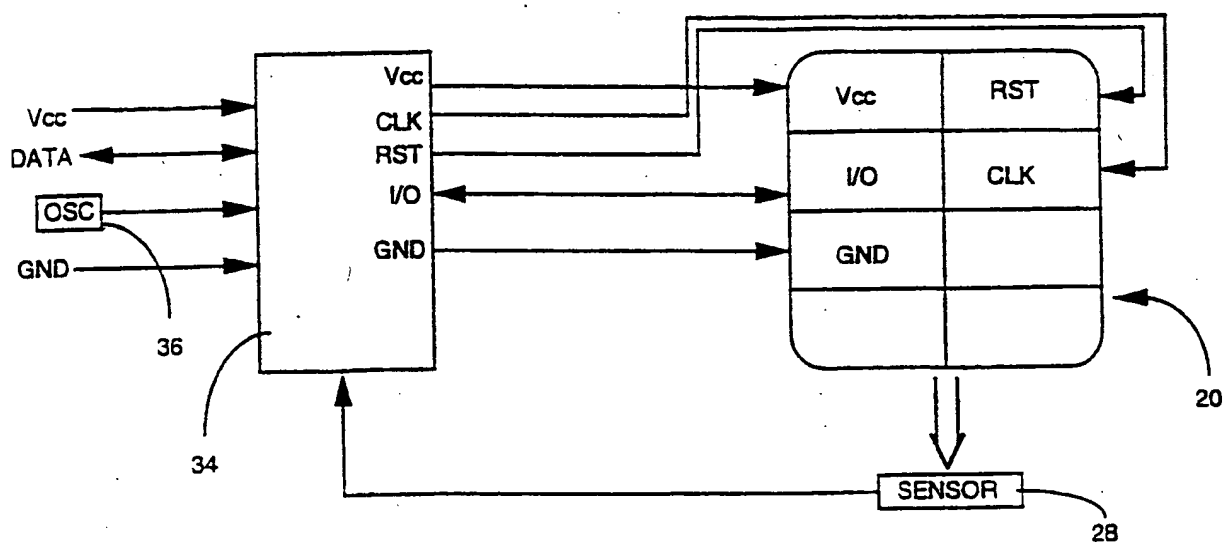 Vcc
DATA
OSC
GND
36
34
Vcc
CLK
RST
I/O
GND
Vcc
RST
I/O
CLK
GND
20
SENSOR
28